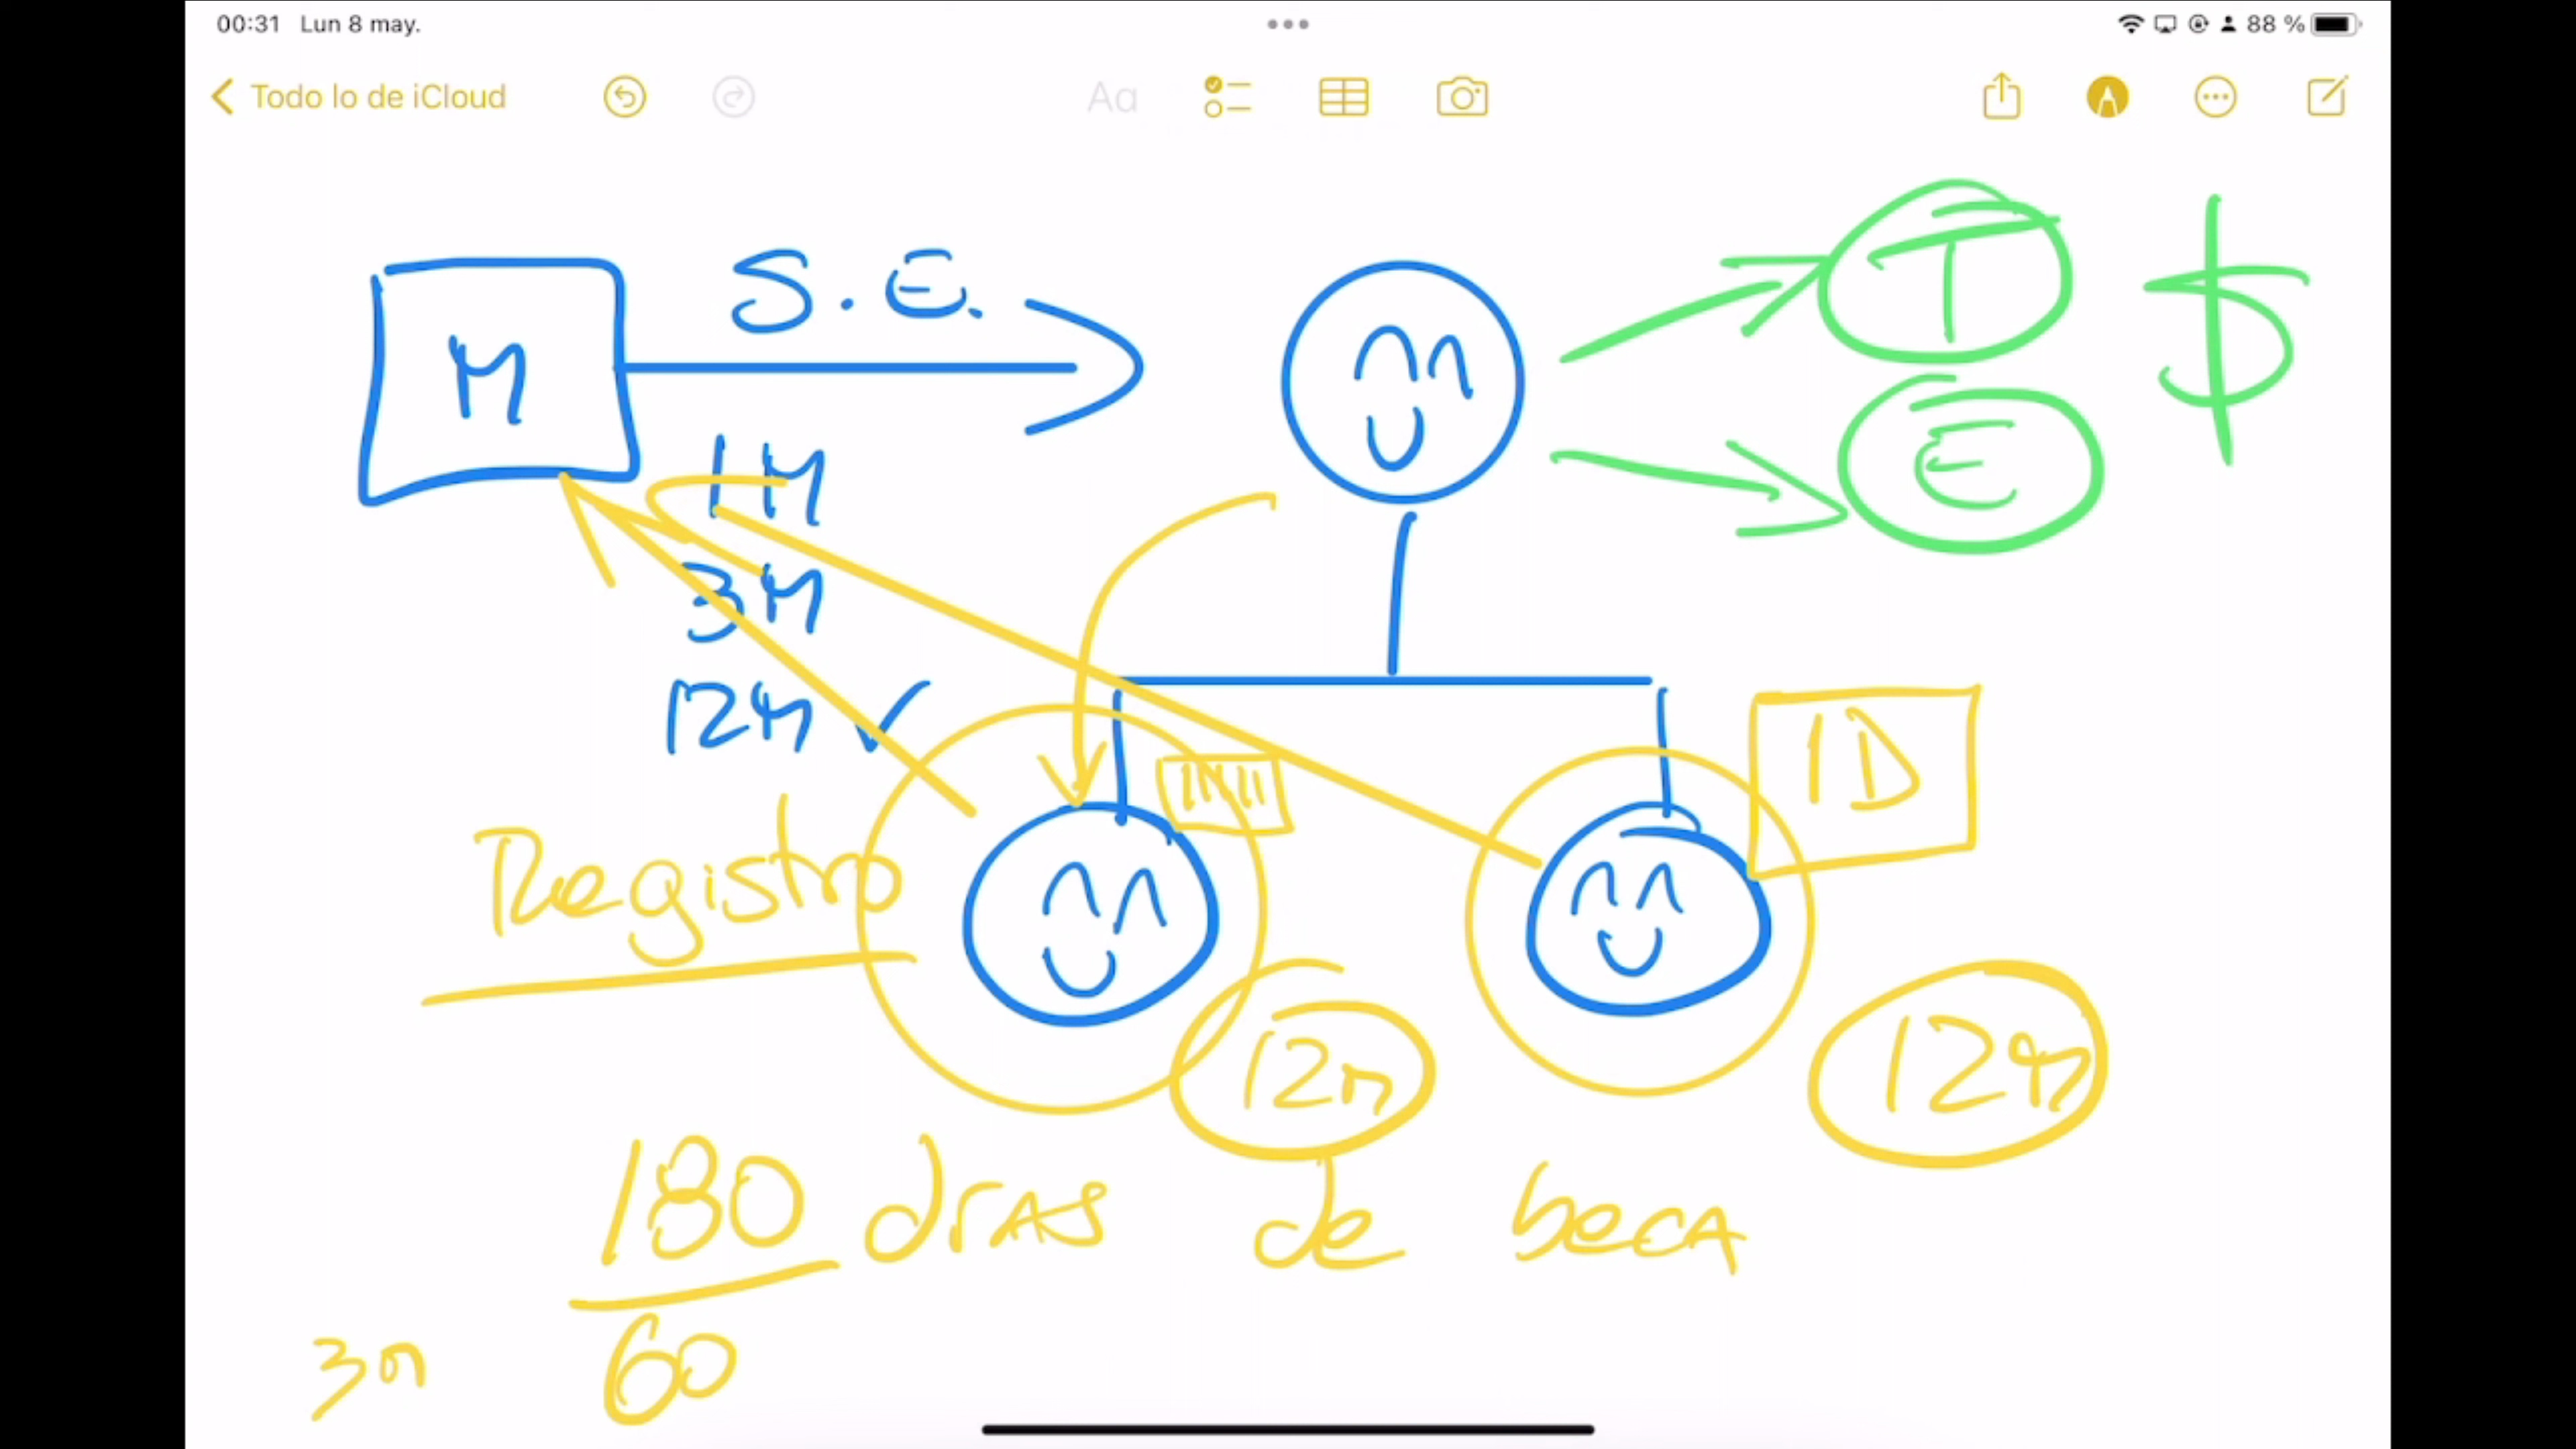 00:31 Lun 8 may.
88 %
Todo lo de iCloud
Aa
S.E.
T
$
M
E
1M
3M
12M ✓
1D
Registro
12m
12m
180 dias de beca
60
3m